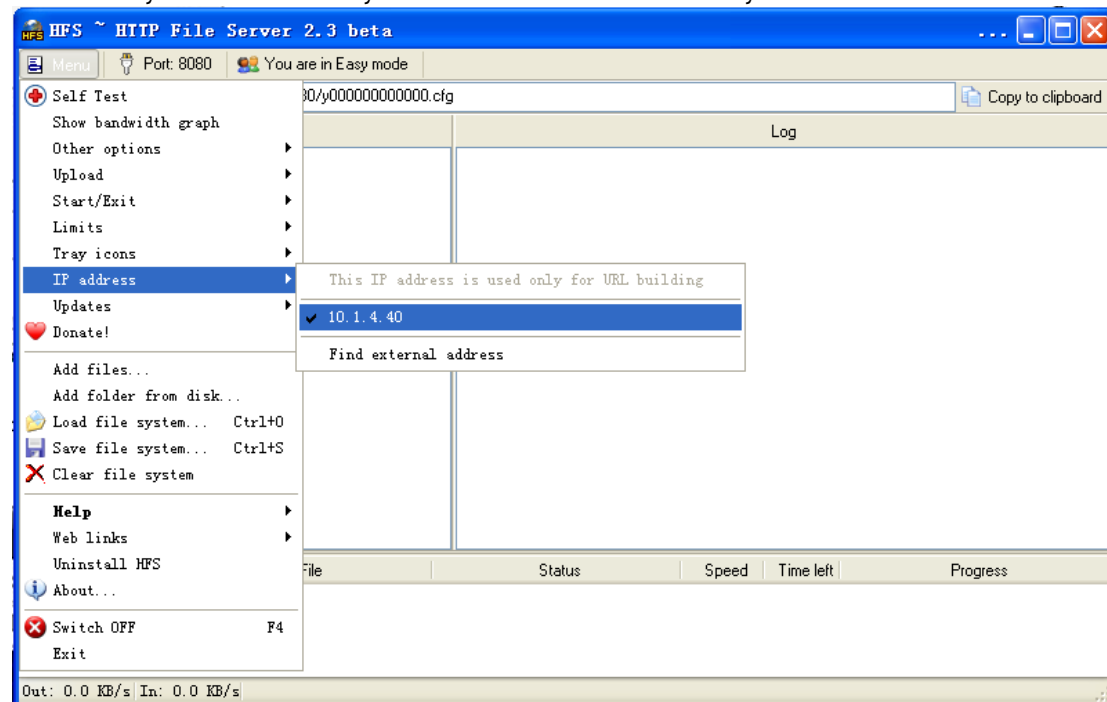 HFS ~ HTTP File Server 2.3 beta ...
Menu Port: 8080 You are in Easy mode
Self Test
30/y000000000000.cfg Copy to clipboard
Show bandwidth graph
Log
Other options
Upload
Start/Exit
Limits
Tray icons
IP address
This IP address is used only for URL building
Updates
10.1.4.40
Donate!
Find external address
Add files...
Add folder from disk...
Load file system... Ctrl+O
Save file system... Ctrl+S
Clear file system
Help
Web links
Uninstall HFS
File Status Speed Time left Progress
About...
Switch OFF F4
Exit
Out: 0.0 KB/s In: 0.0 KB/s